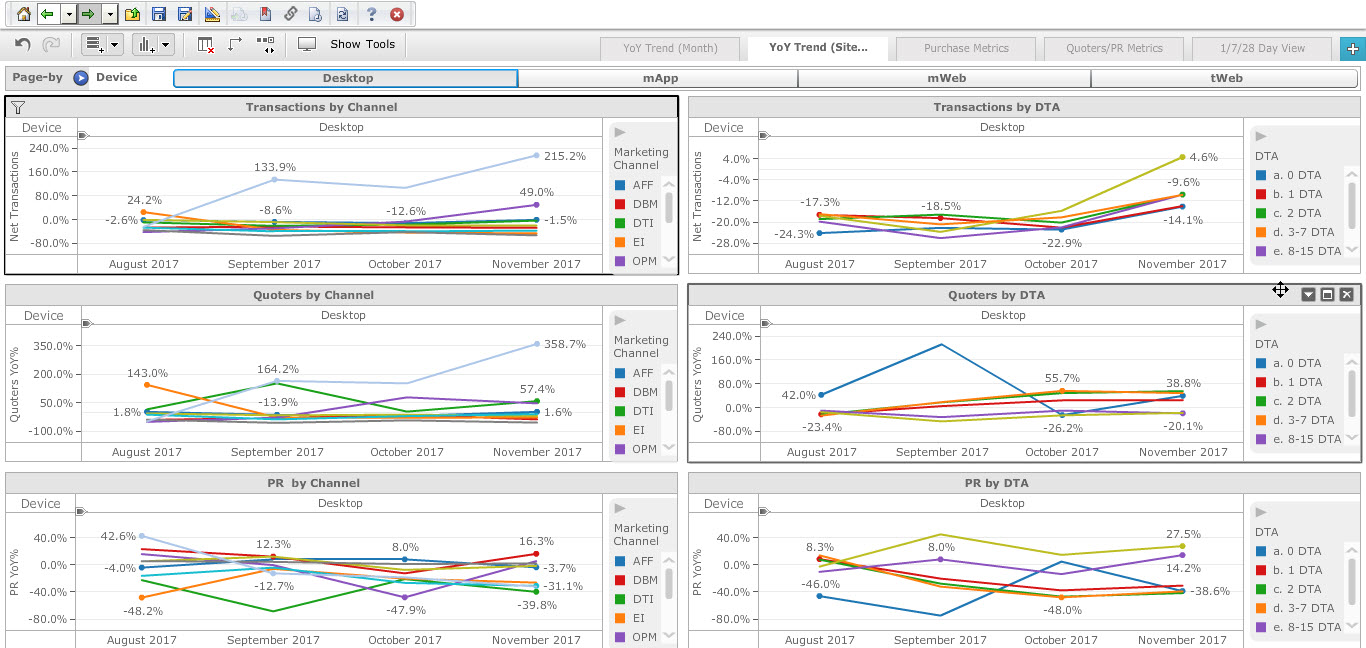 Show Tools
YoY Trend (Month)
YoY Trend (Site...
Purchase Metrics
Quoters/PR Metrics
1/7/28 Day View
Page-by Device
Desktop
mApp
mWeb
tWeb
Transactions by Channel
Device
Desktop
Net Transactions
240.0%
160.0%
80.0%
0.0%
-80.0%
24.2%
-2.6%
133.9%
-8.6%
-12.6%
215.2%
49.0%
-1.5%
August 2017
September 2017
October 2017
November 2017
Marketing
Channel
AFF
DBM
DTI
EI
OPM
Transactions by DTA
Device
Desktop
Net Transactions
4.0%
-4.0%
-12.0%
-20.0%
-28.0%
-17.3%
-24.3%
-18.5%
-22.9%
4.6%
-9.6%
-14.1%
August 2017
September 2017
October 2017
November 2017
DTA
a. 0 DTA
b. 1 DTA
c. 2 DTA
d. 3-7 DTA
e. 8-15 DTA
Quoters by Channel
Device
Desktop
Quoters YoY%
350.0%
200.0%
50.0%
-100.0%
143.0%
1.8%
164.2%
-13.9%
358.7%
57.4%
1.6%
August 2017
September 2017
October 2017
November 2017
Marketing
Channel
AFF
DBM
DTI
EI
OPM
Quoters by DTA
Device
Desktop
Quoters YoY%
240.0%
160.0%
80.0%
0.0%
-80.0%
42.0%
-23.4%
55.7%
-26.2%
38.8%
-20.1%
August 2017
September 2017
October 2017
November 2017
DTA
a. 0 DTA
b. 1 DTA
c. 2 DTA
d. 3-7 DTA
e. 8-15 DTA
PR by Channel
Device
Desktop
PR YoY%
40.0%
0.0%
-40.0%
-80.0%
42.6%
-4.0%
-48.2%
12.3%
-12.7%
8.0%
-47.9%
16.3%
-3.7%
-31.1%
-39.8%
August 2017
September 2017
October 2017
November 2017
Marketing
Channel
AFF
DBM
DTI
EI
OPM
PR by DTA
Device
Desktop
PR YoY%
40.0%
0.0%
-40.0%
-80.0%
8.3%
-46.0%
8.0%
-48.0%
27.5%
14.2%
-38.6%
August 2017
September 2017
October 2017
November 2017
DTA
a. 0 DTA
b. 1 DTA
c. 2 DTA
d. 3-7 DTA
e. 8-15 DTA